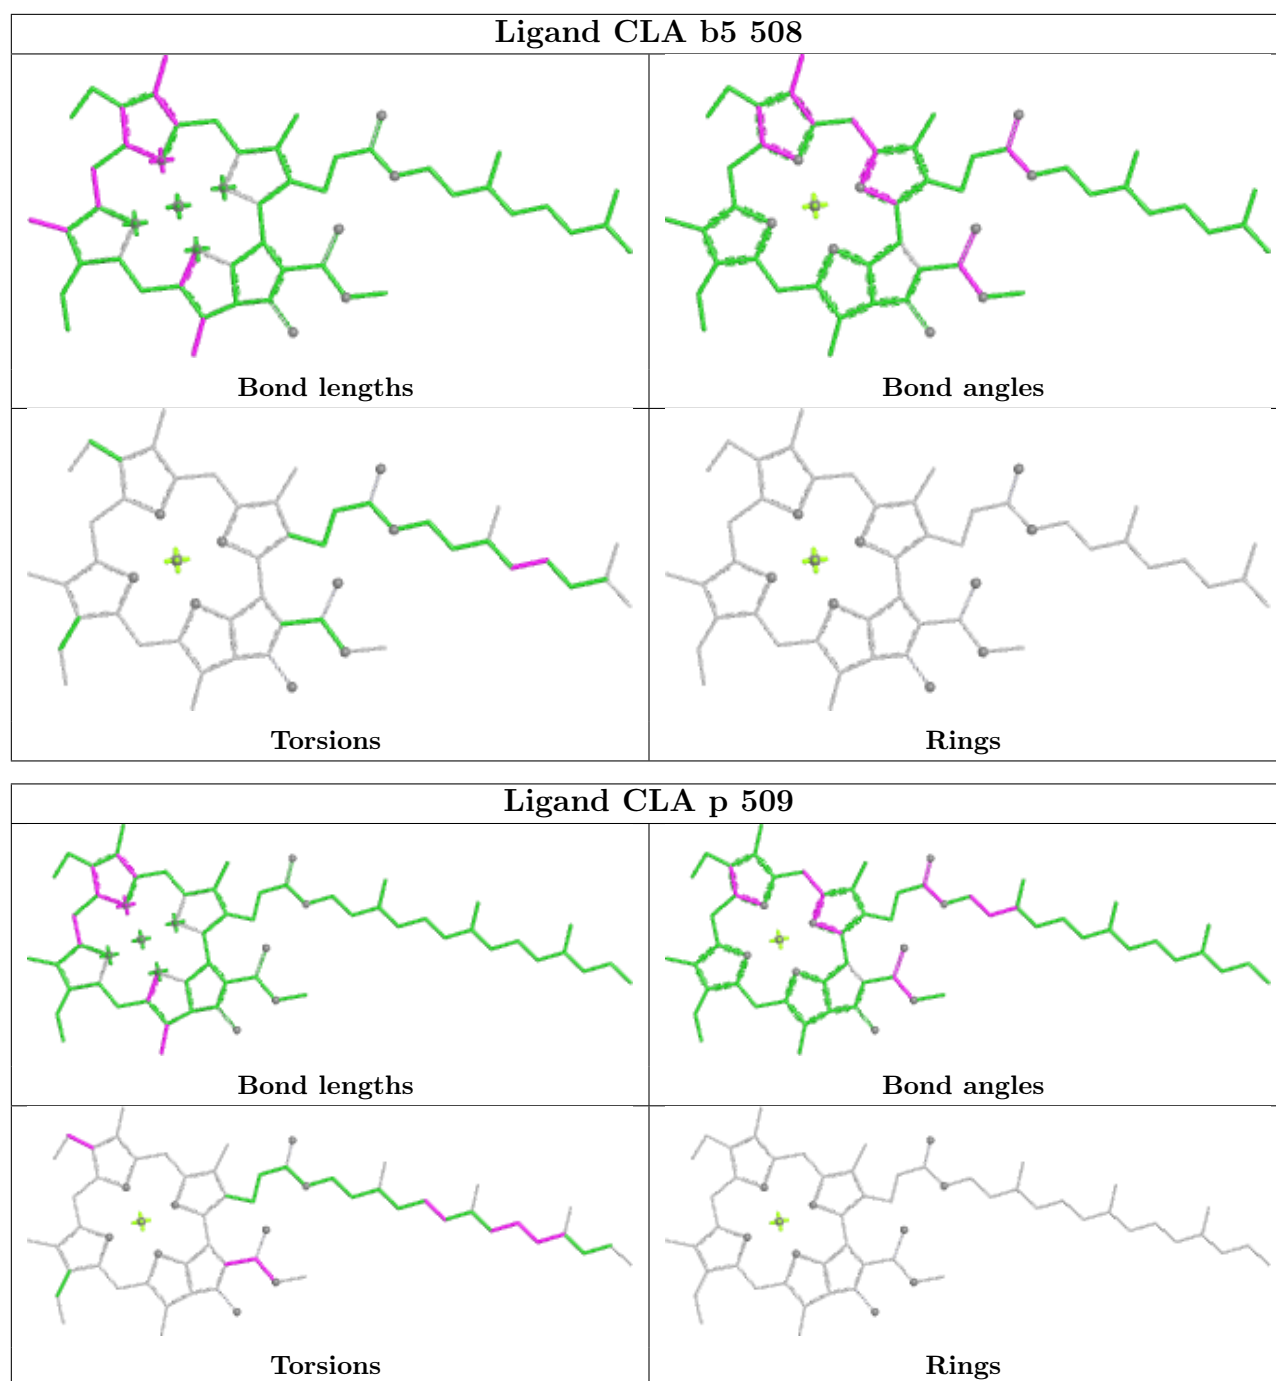 Ligand CLA b5 508
Bond lengths
Bond angles
Torsions
Rings
Ligand CLA p 509
Bond lengths
Bond angles
Torsions
Rings